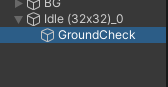 BG
Idle (32x32)_0
GroundCheck